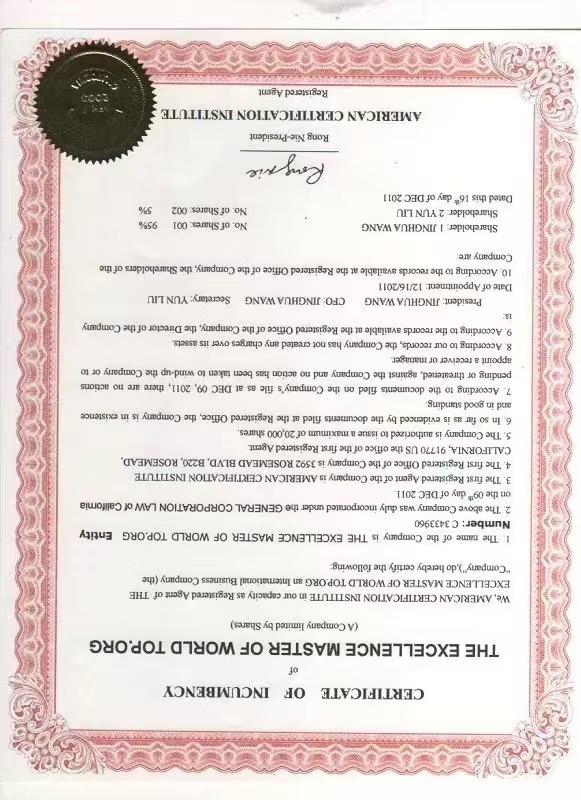 CERTIFICATE OF INCUMBENCY
of
THE EXCELLENCE MASTER OF WORLD TOP.ORG
(A Company limited by Shares)
We, AMERICAN CERTIFICATION INSTITUTE in our capacity as Registered Agent of THE
EXCELLENCE MASTER OF WORLD TOP.ORG an International Business Company (the
"Company"),do hereby certify the following:
1. The name of the Company is THE EXCELLENCE MASTER OF WORLD TOP.ORG Entity
Number: C 3433960
2. The above Company was duly incorporated under the GENERAL CORPORATION LAW of California
on the 09th day of DEC 2011.
3. The first Registered Agent of the Company is AMERICAN CERTIFICATION INSTITUTE
4. The first Registered Office of the Company is 3592 ROSEMEAD BLVD, B220, ROSEMEAD,
CALIFORNIA, 91770 US the office of the first Registered Agent.
5. The Company is authorized to issue a maximum of 20,000 shares.
6. In so far as is evidenced by the documents filed at the Registered Office, the Company is in existence
and in good standing.
7. According to the documents filed on the Company's file as at DEC 09, 2011, there are no actions
pending or threatened, against the Company and no action has been taken to wind-up the Company or to
appoint a receiver or manager.
8. According to our records, the Company has not created any charges over its assets.
9. According to the records available at the Registered Office of the Company, the Director of the Company
is:
President: JINGHUA WANG CFO: JINGHUA WANG Secretary: YUN LIU
Date of Appointment: 12/16/2011
10. According to the records available at the Registered Office of the Company, the Shareholders of the
Company are:
Shareholder: 1 JINGHUA WANG No. of Shares: 001 95%
Shareholder: 2 YUN LIU No. of Shares: 002 5%
Dated this 16th day of DEC 2011
Rong Nie
Rong Nie-President
AMERICAN CERTIFICATION INSTITUTE
Registered Agent